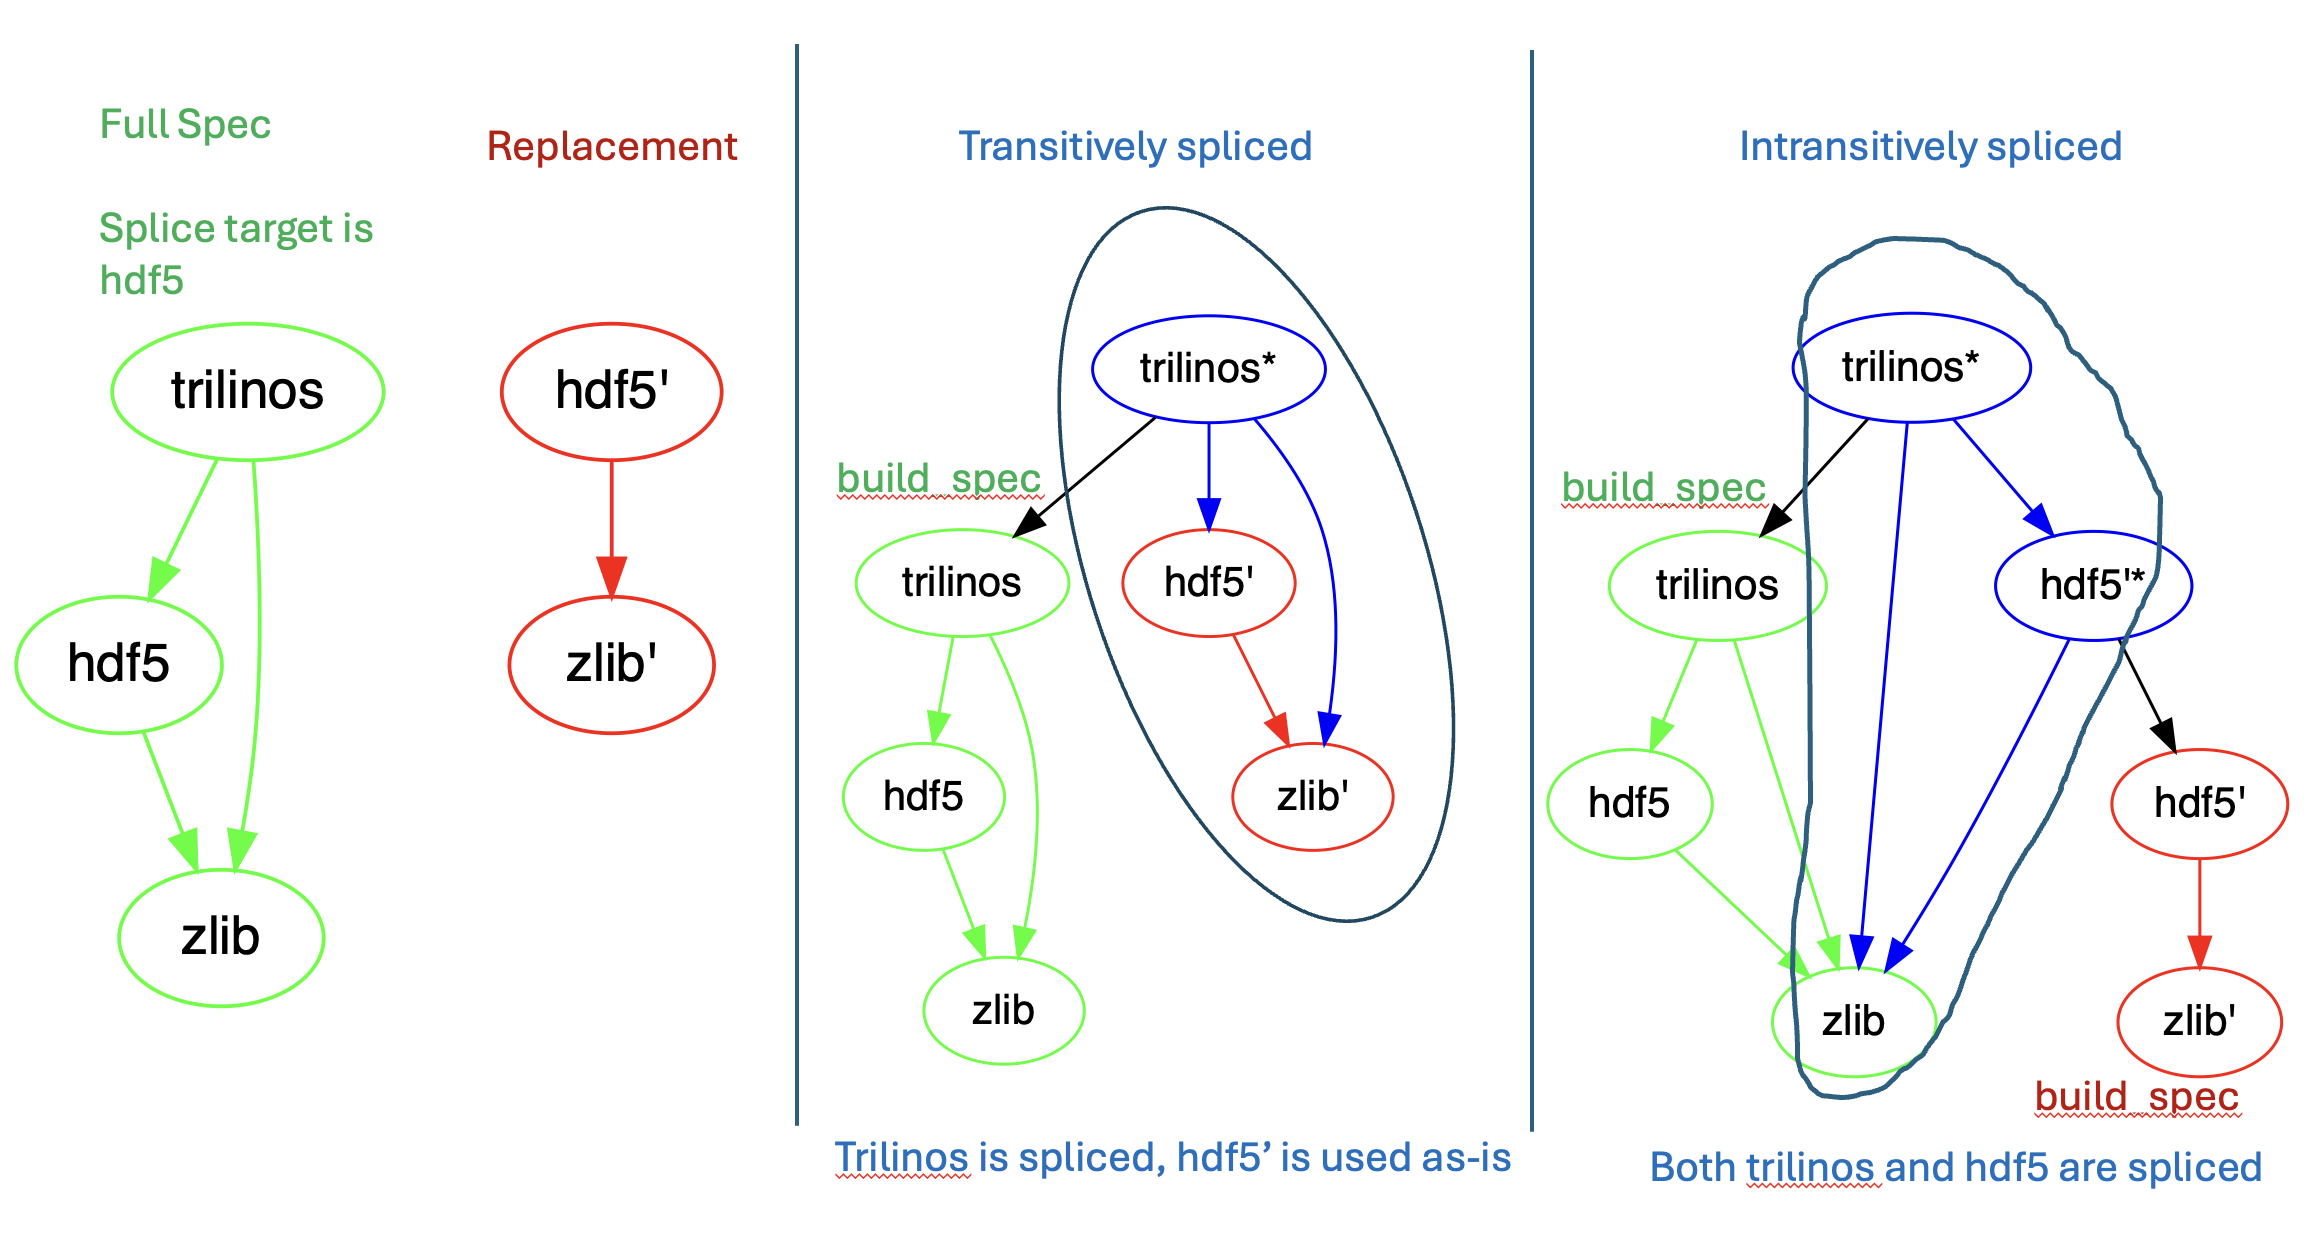 Full Spec
Splice target is
hdf5
trilinos
hdf5
zlib
Replacement
hdf5'
zlib'
Transitively spliced
trilinos*
build_spec
trilinos
hdf5'
hdf5
zlib'
zlib
Trilinos is spliced, hdf5’ is used as-is
Intransitively spliced
trilinos*
build_spec
trilinos
hdf5'*
hdf5
hdf5'
zlib
zlib'
build_spec
Both trilinos and hdf5 are spliced